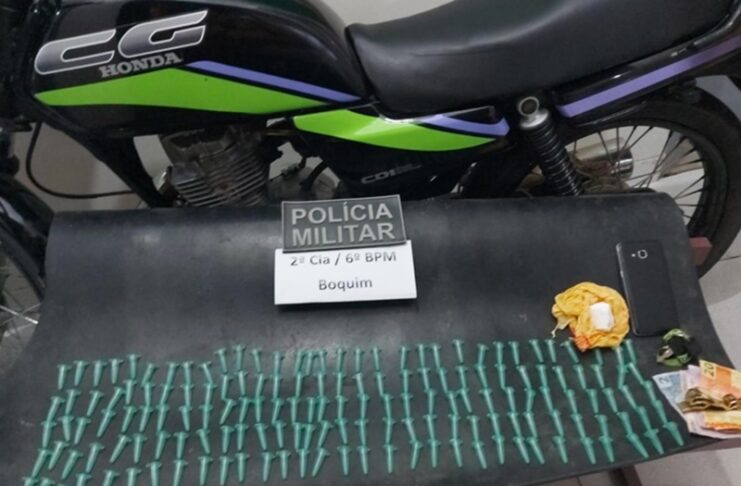 CG
HONDA
CDI
POLÍCIA
MILITAR
2ª Cia / 6º BPM
Boquim